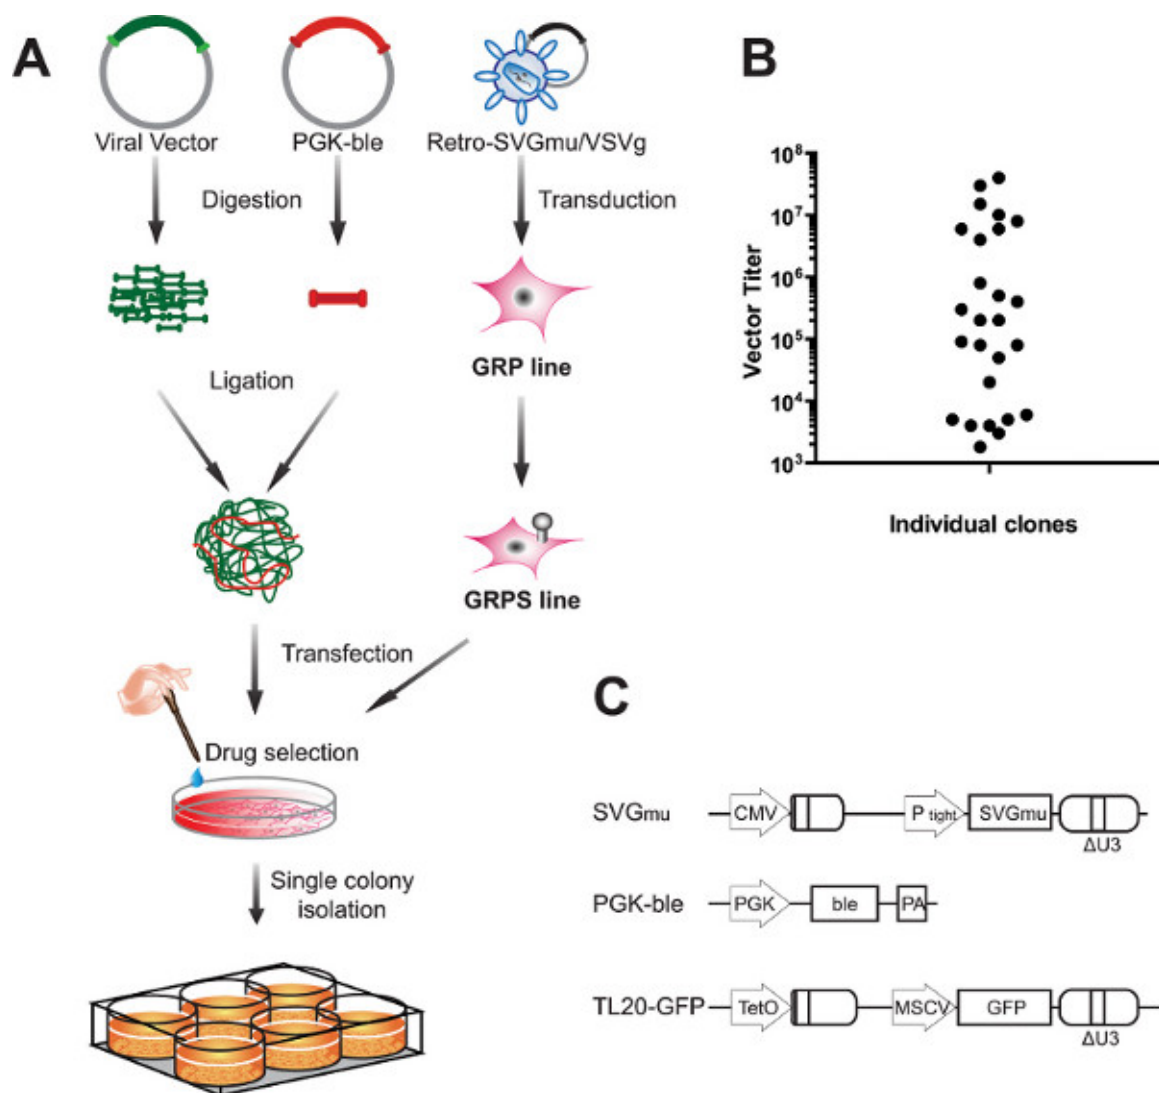 A
Viral Vector
PGK-ble
Retro-SVGmu/VSVg
Digestion
Transduction
GRP line
Ligation
GRPS line
Transfection
Drug selection
Single colony
isolation
B
Vector Titer
10⁸
10⁷
10⁶
10⁵
10⁴
10³
Individual clones
C
SVGmu
CMV
P tight
SVGmu
ΔU3
PGK-ble
PGK
ble
PA
TL20-GFP
TetO
MSCV
GFP
ΔU3